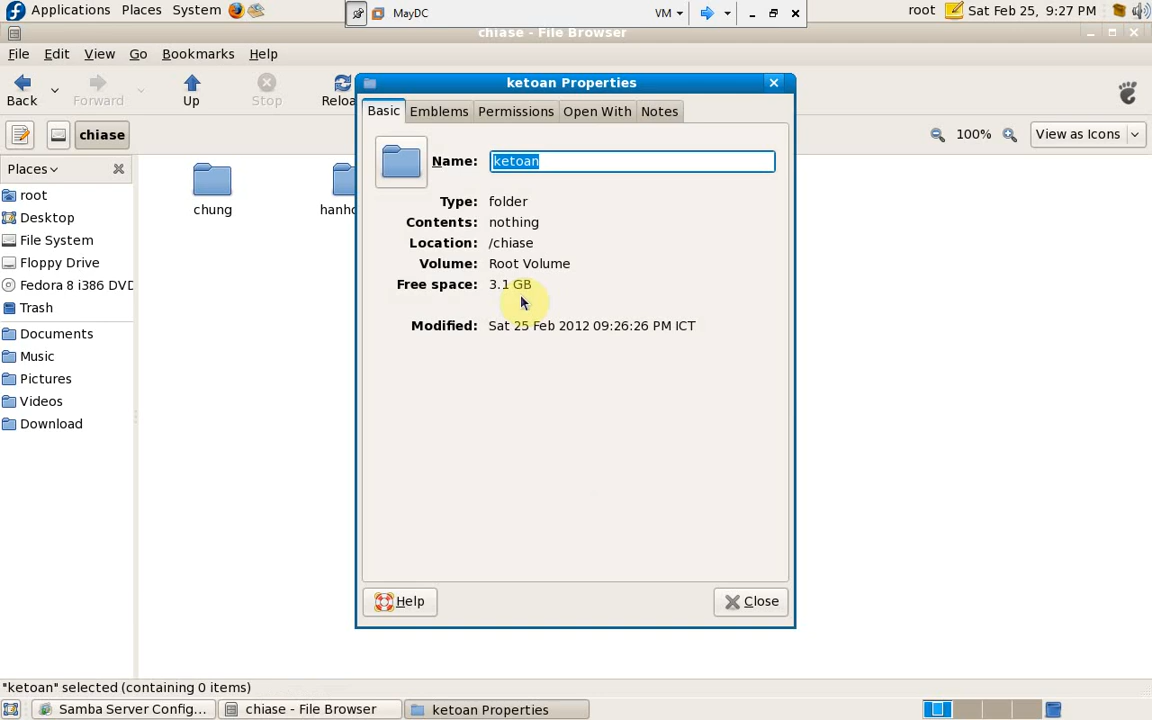 Applications Places System
MayDC
VM
root
Sat Feb 25, 9:27 PM
chiase - File Browser
File Edit View Go Bookmarks Help
Back Forward Up Stop Reloa
chiase
100%
View as Icons
Places
root
Desktop
File System
Floppy Drive
Fedora 8 i386 DVD
Trash
Documents
Music
Pictures
Videos
Download
chung
hanho
ketoan Properties
Basic Emblems Permissions Open With Notes
Name: ketoan
Type: folder
Contents: nothing
Location: /chiase
Volume: Root Volume
Free space: 3.1 GB
Modified: Sat 25 Feb 2012 09:26:26 PM ICT
Help
Close
"ketoan" selected (containing 0 items)
Samba Server Config...
chiase - File Browser
ketoan Properties